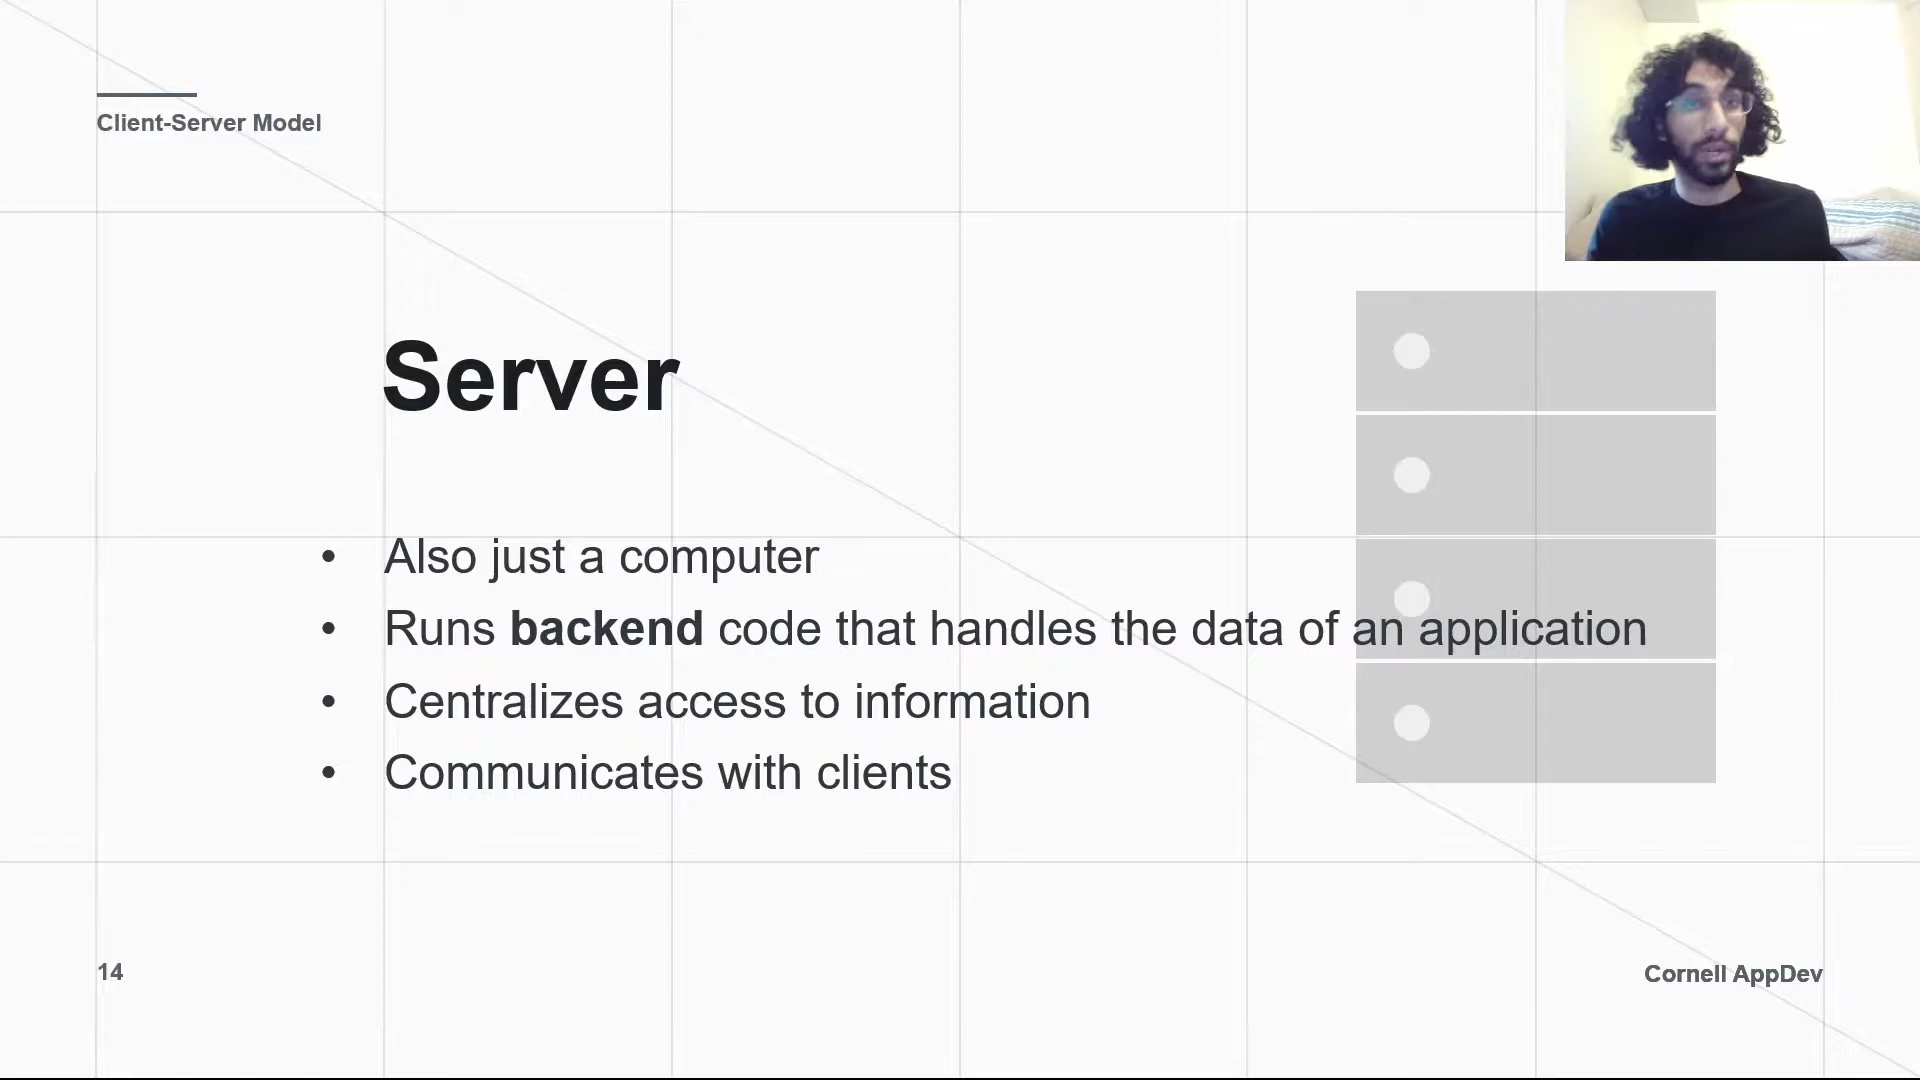 Client-Server Model
Server
• Also just a computer
• Runs backend code that handles the data of an application
• Centralizes access to information
• Communicates with clients
14
Cornell AppDev